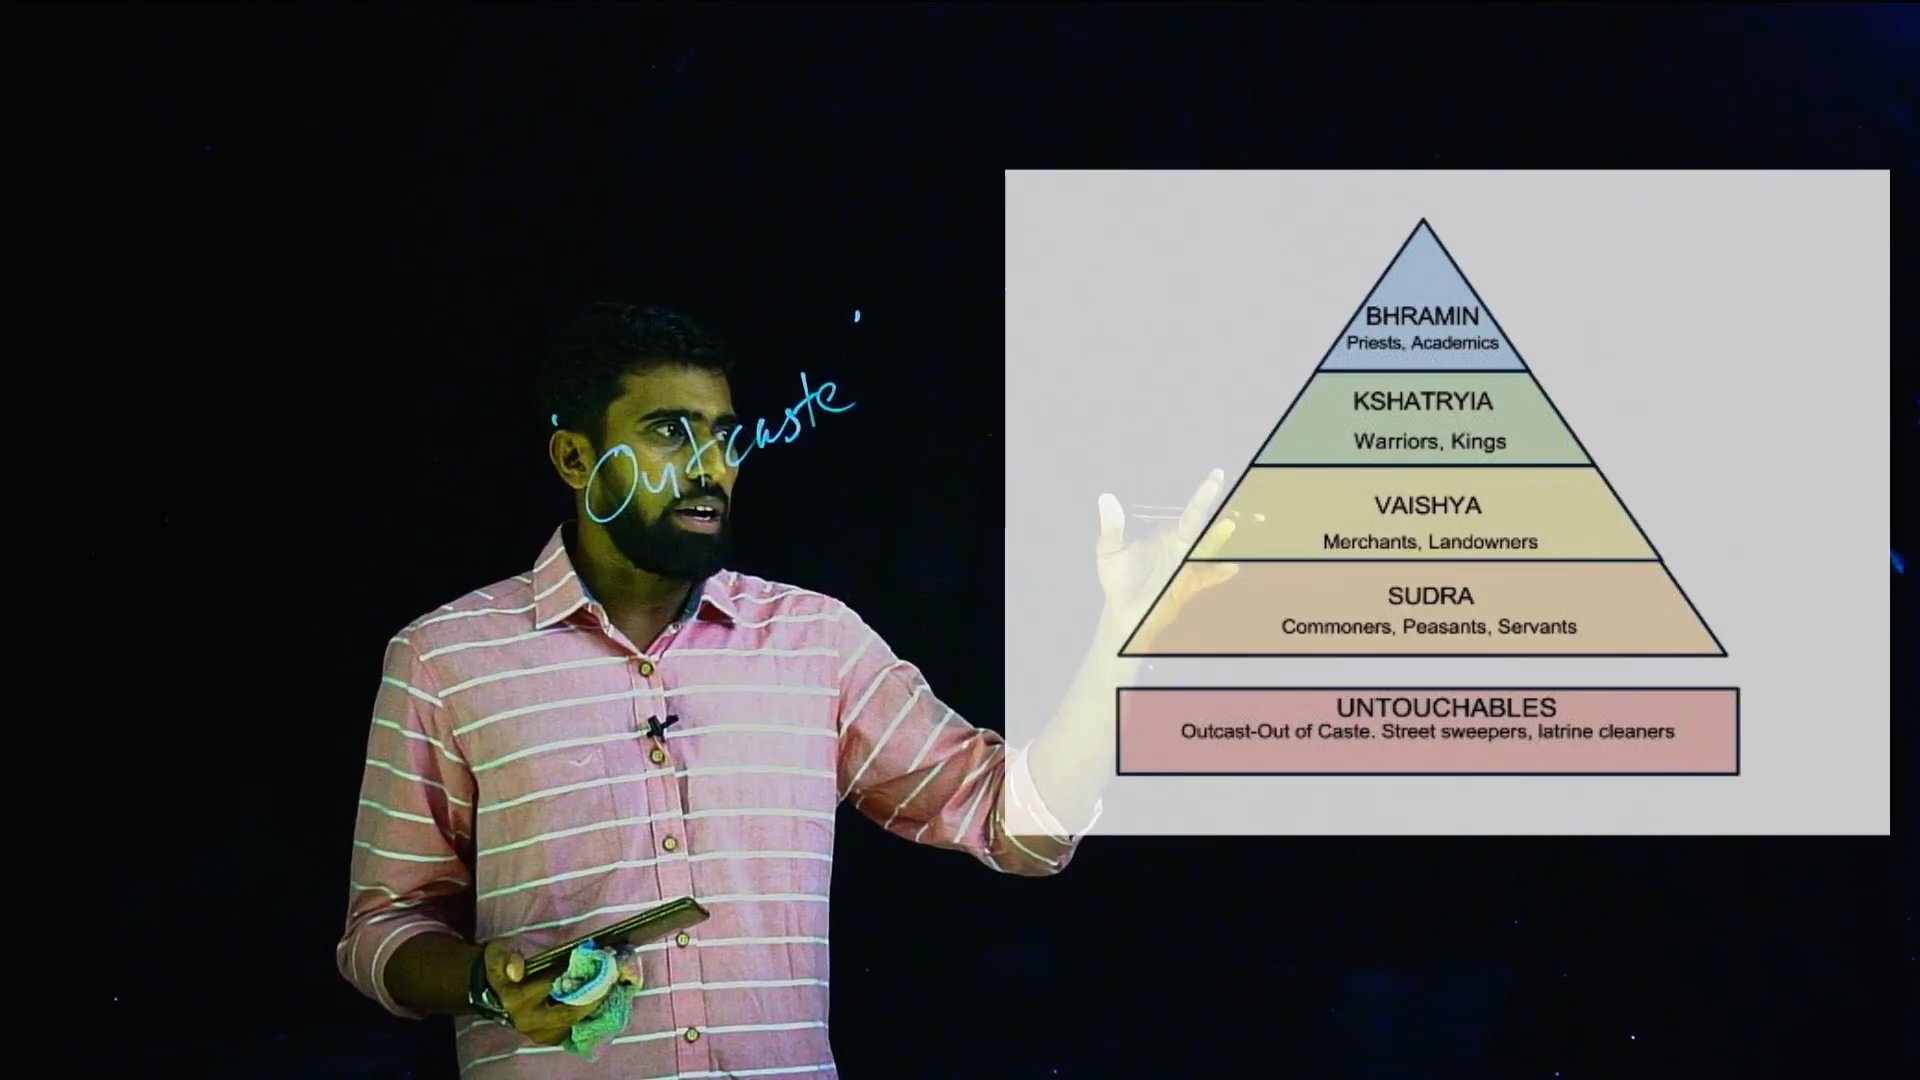 Outcaste
BHRAMIN
Priests, Academics
KSHATRYIA
Warriors, Kings
VAISHYA
Merchants, Landowners
SUDRA
Commoners, Peasants, Servants
UNTOUCHABLES
Outcast-Out of Caste. Street sweepers, latrine cleaners